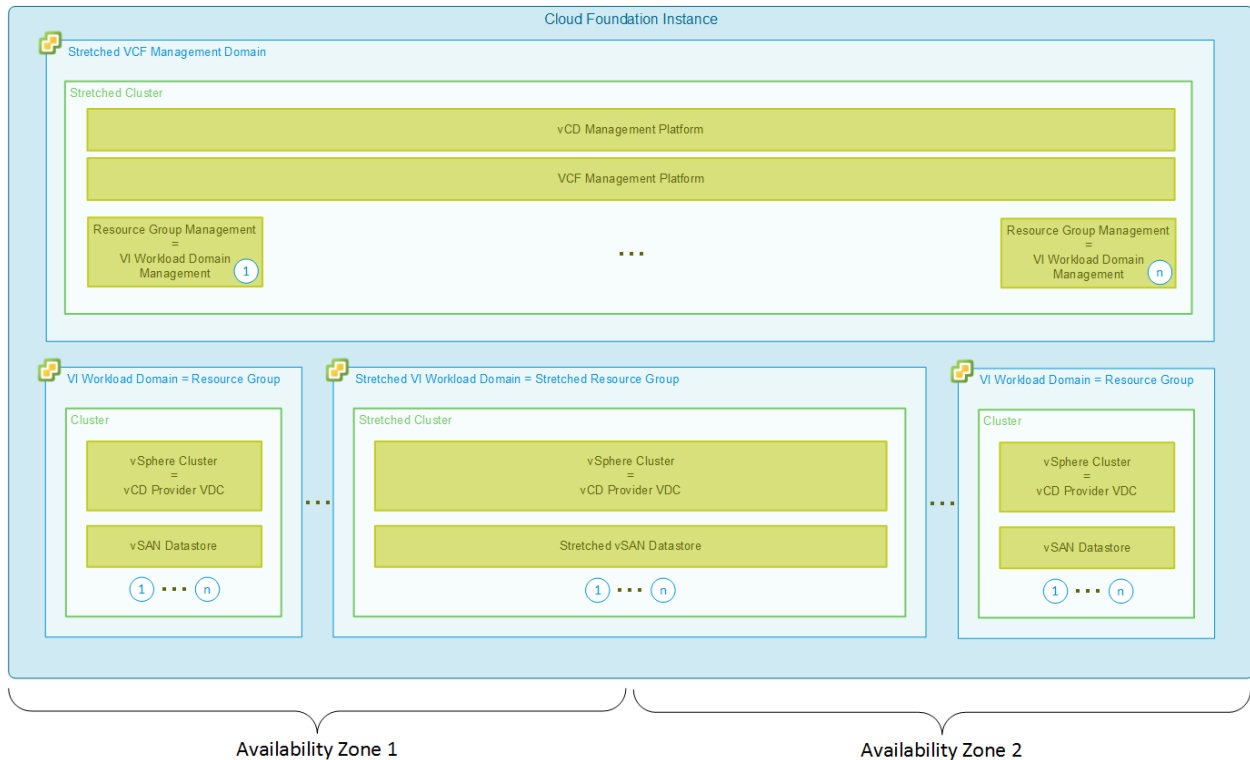 Cloud Foundation Instance
Stretched VCF Management Domain
Stretched Cluster
vCD Management Platform
VCF Management Platform
Resource Group Management
=
VI Workload Domain
Management
1
...
Resource Group Management
=
VI Workload Domain
Management
n
VI Workload Domain = Resource Group
Cluster
vSphere Cluster
=
vCD Provider VDC
vSAN Datastore
1 ... n
...
Stretched VI Workload Domain = Stretched Resource Group
Stretched Cluster
vSphere Cluster
=
vCD Provider VDC
Stretched vSAN Datastore
1 ... n
...
VI Workload Domain = Resource Group
Cluster
vSphere Cluster
=
vCD Provider VDC
vSAN Datastore
1 ... n
Availability Zone 1
Availability Zone 2